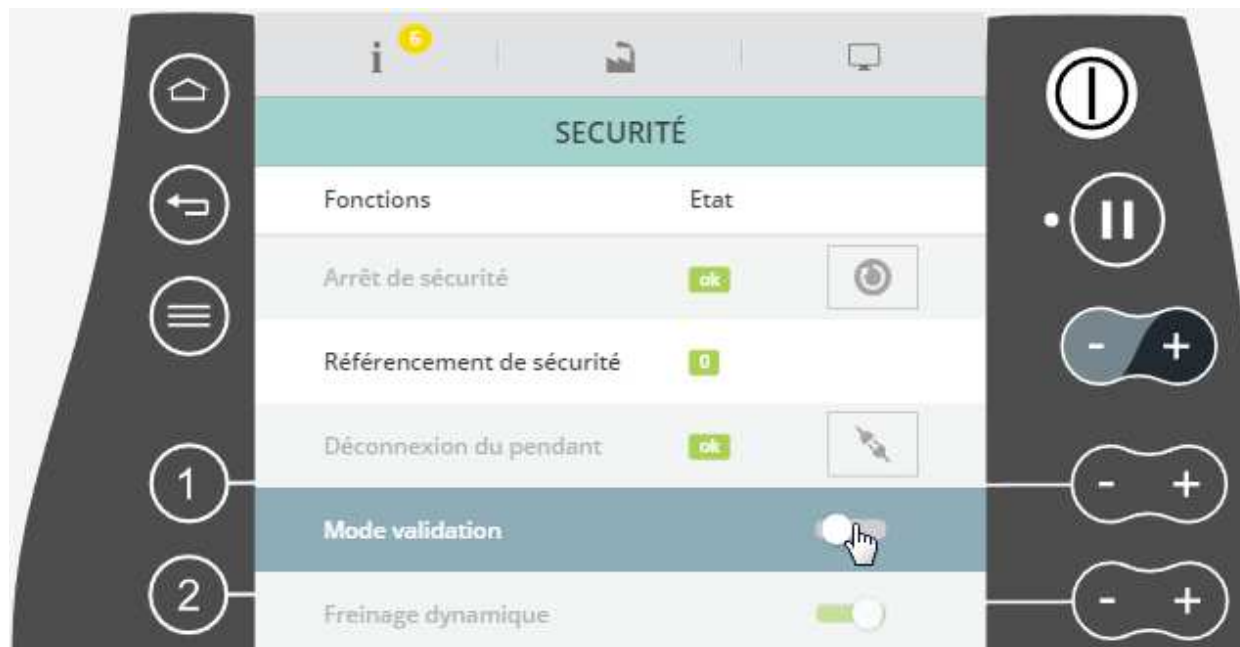 i 6
SECURITÉ
Fonctions Etat
Arrêt de sécurité ok
Référencement de sécurité 0
- +
Déconnexion du pendant ok
1 - +
Mode validation
2 - +
Freinage dynamique